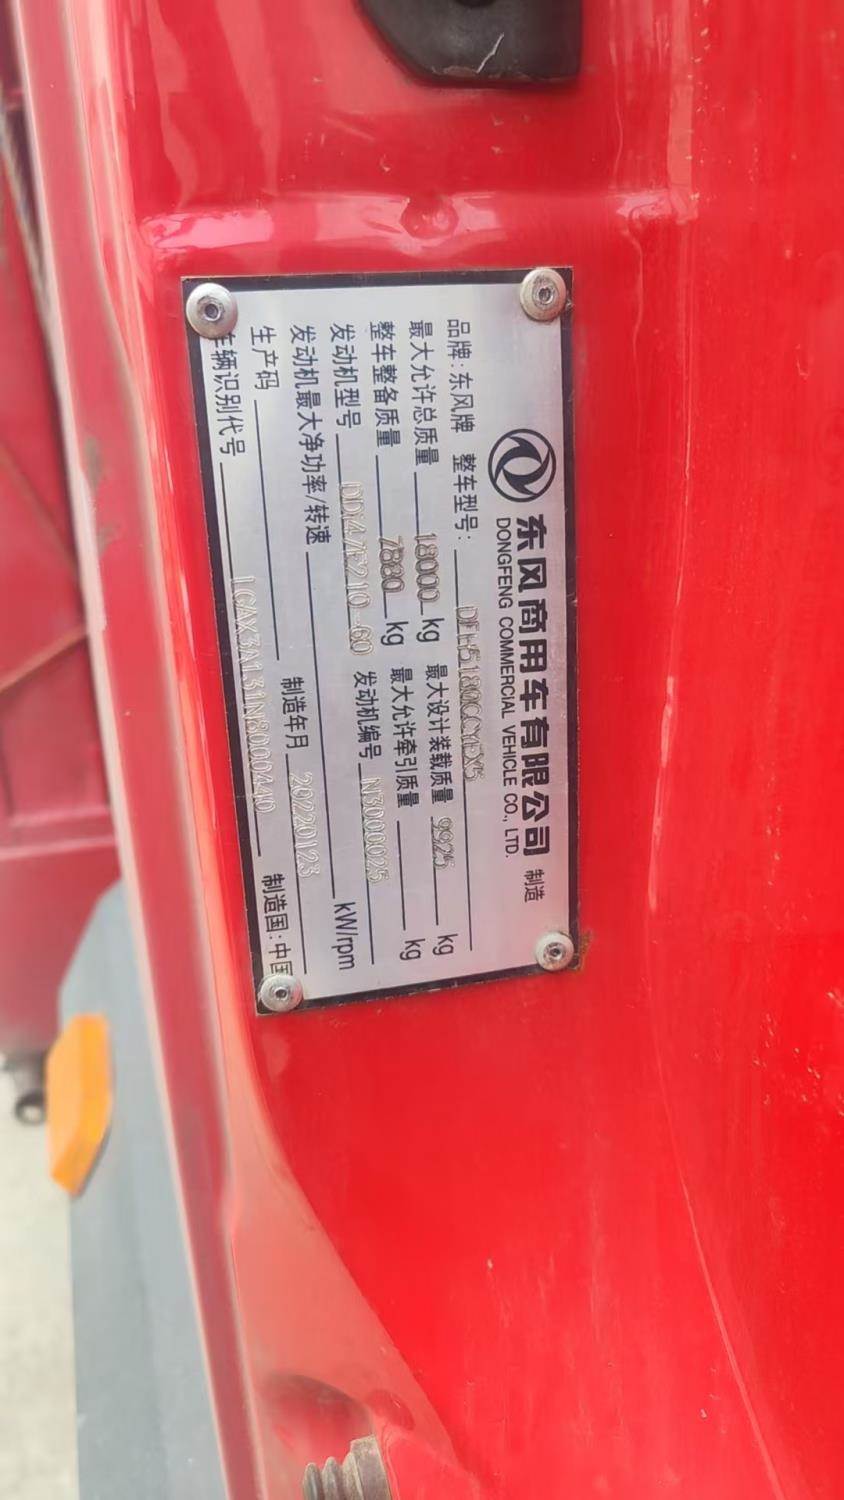 东风商用车有限公司 制造
DONGFENG COMMERCIAL VEHICLE CO., LTD.
品牌:东风牌 整车型号: DFH5180CCYEX5
最大允许总质量 18000 kg 最大设计装载质量 9925 kg
整车整备质量 7880 kg 最大允许牵引质量 kg
发动机型号 DDi47E210-60 发动机编号 N3000025
发动机最大净功率/转速 kW/rpm
生产码 制造年月 20220123
车辆识别代号 LGAX3A131N8000440 制造国:中国